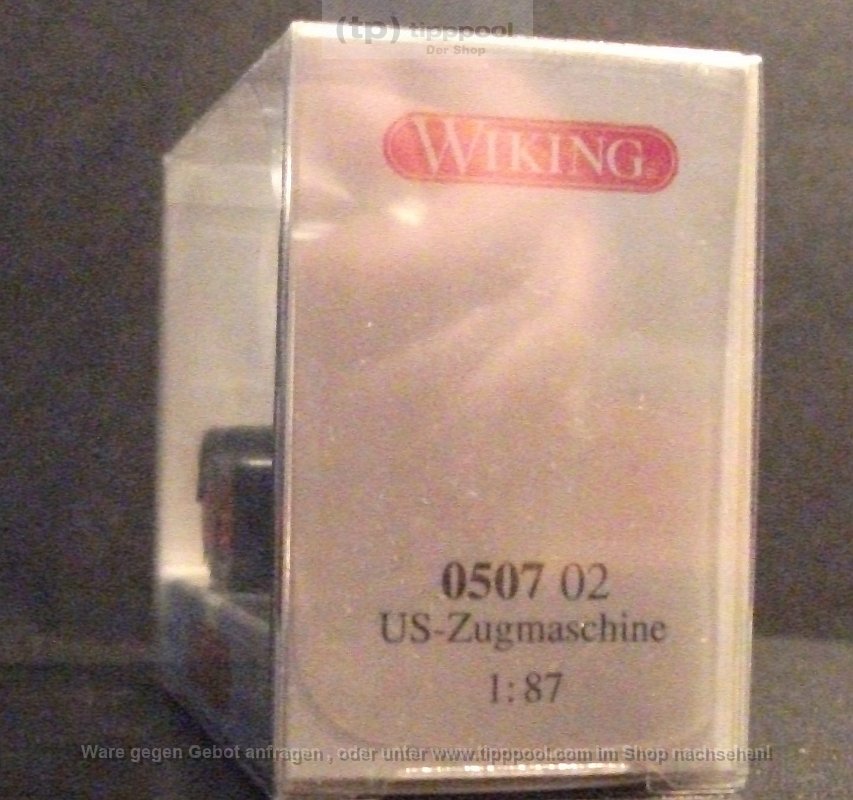 (tp) tipppool
Der Shop
WIKING®
0507 02
US-Zugmaschine
1:87
Ware gegen Gebot anfragen , oder unter www.tipppool.com im Shop nachsehen!